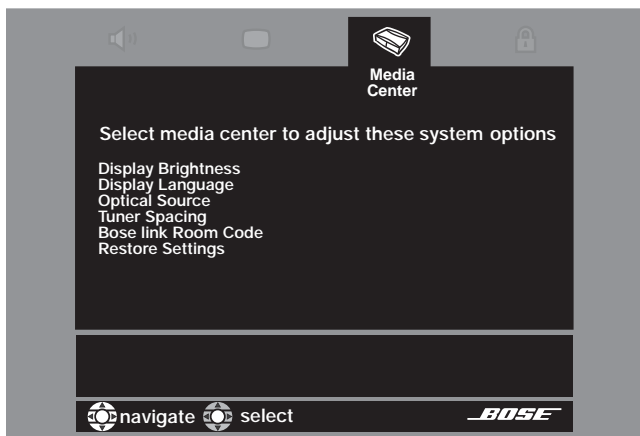 Media
Center
Select media center to adjust these system options
Display Brightness
Display Language
Optical Source
Tuner Spacing
Bose link Room Code
Restore Settings
navigate select
BOSE